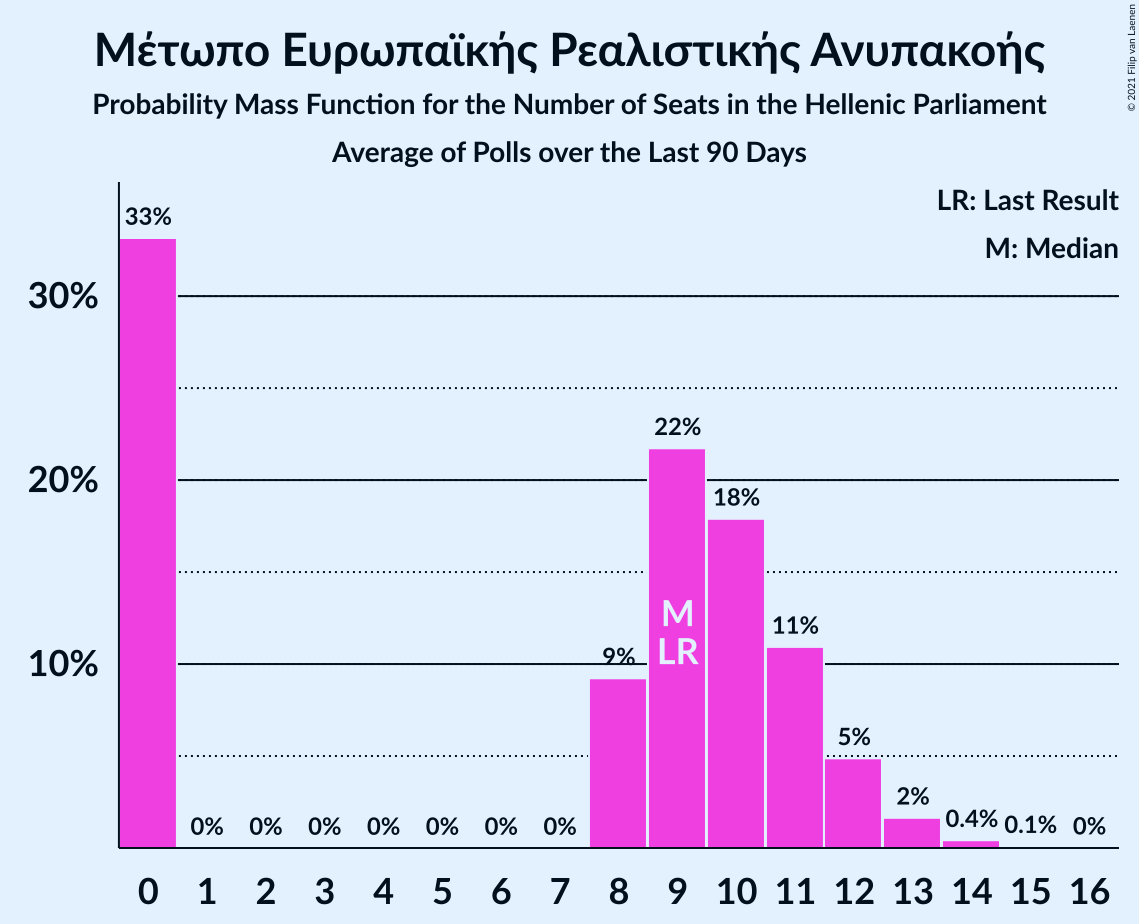 Μέτωπο Ευρωπαϊκής Ρεαλιστικής Ανυπακοής
Probability Mass Function for the Number of Seats in the Hellenic Parliament
Average of Polls over the Last 90 Days
© 2021 Filip van Laenen
LR: Last Result
M: Median
33%
30%
22%
20%
18%
M
LR
11%
10%
9%
5%
2%
0% 0% 0% 0% 0% 0% 0% 0.4% 0.1% 0%
0 1 2 3 4 5 6 7 8 9 10 11 12 13 14 15 16